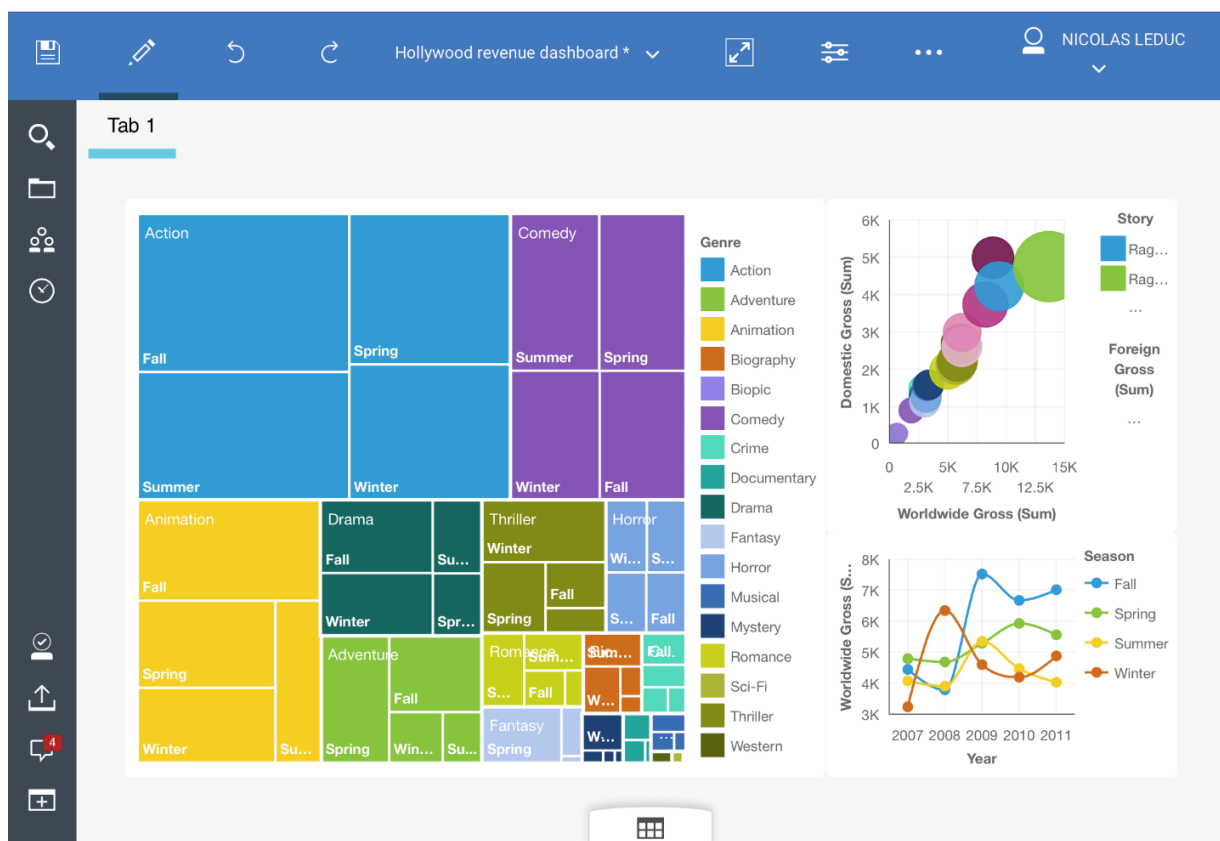 Hollywood revenue dashboard *
NICOLAS LEDUC
Tab 1
4
Action
Fall
Spring
Summer
Winter
Comedy
Summer
Spring
Winter
Fall
Animation
Fall
Spring
Winter
Su...
Drama
Fall
Su...
Winter
Spr...
Adventure
Fall
Spring
Win...
Su...
Thriller
Winter
Spring
Fall
Horror
Wi...
S...
S...
Fall
Romance
Sum...
S...
Fall
Sum...
W...
Fall
Fantasy
Spring
W...
...
Genre
Action
Adventure
Animation
Biography
Biopic
Comedy
Crime
Documentary
Drama
Fantasy
Horror
Musical
Mystery
Romance
Sci-Fi
Thriller
Western
Domestic Gross (Sum)
6K
5K
4K
3K
2K
1K
0
0 5K 10K 15K
2.5K 7.5K 12.5K
Worldwide Gross (Sum)
Story
Rag...
Rag...
...
Foreign
Gross
(Sum)
...
Worldwide Gross (S...
8K
7K
6K
5K
4K
3K
2007 2008 2009 2010 2011
Year
Season
Fall
Spring
Summer
Winter